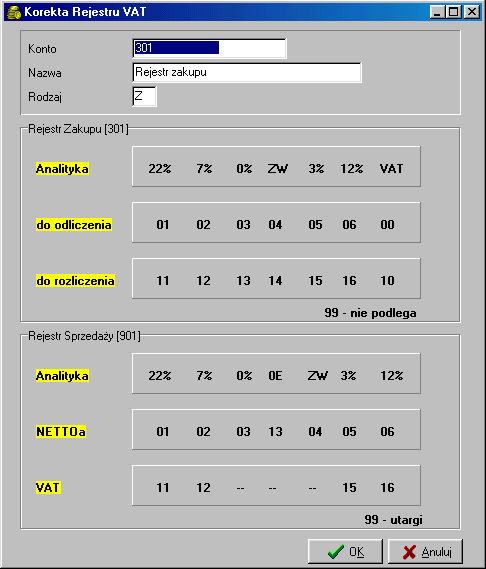 Korekta Rejestru VAT
Konto 301
Nazwa Rejestr zakupu
Rodzaj Z
Rejestr Zakupu [301]
Analityka 22% 7% 0% ZW 3% 12% VAT
do odliczenia 01 02 03 04 05 06 00
do rozliczenia 11 12 13 14 15 16 10
99 - nie podlega
Rejestr Sprzedaży [901]
Analityka 22% 7% 0% 0E ZW 3% 12%
NETTOa 01 02 03 13 04 05 06
VAT 11 12 -- -- -- 15 16
99 - utargi
OK Anuluj